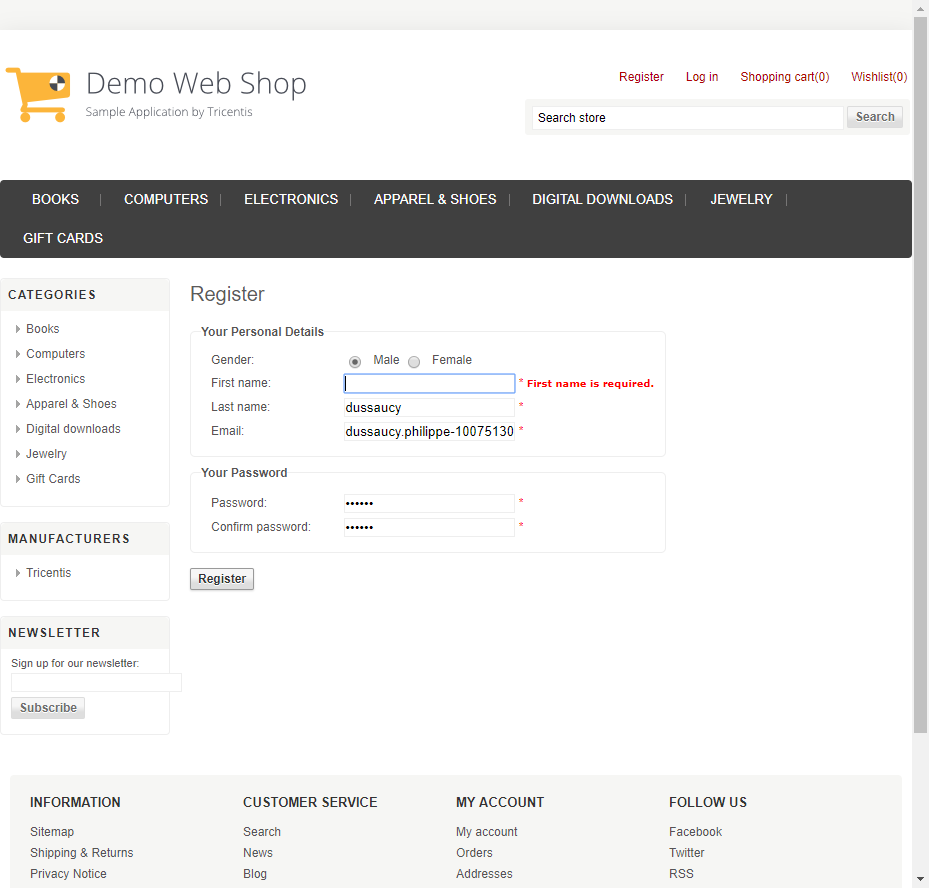 Demo Web Shop
Sample Application by Tricentis
Register Log in Shopping cart(0) Wishlist(0)
Search store Search
BOOKS COMPUTERS ELECTRONICS APPAREL & SHOES DIGITAL DOWNLOADS JEWELRY
GIFT CARDS
CATEGORIES
Books
Computers
Electronics
Apparel & Shoes
Digital downloads
Jewelry
Gift Cards
MANUFACTURERS
Tricentis
NEWSLETTER
Sign up for our newsletter:
Subscribe
Register
Your Personal Details
Gender: Male Female
First name: * First name is required.
Last name: dussaucy *
Email: dussaucy.philippe-10075130 *
Your Password
Password: •••••• *
Confirm password: •••••• *
Register
INFORMATION
Sitemap
Shipping & Returns
Privacy Notice
CUSTOMER SERVICE
Search
News
Blog
MY ACCOUNT
My account
Orders
Addresses
FOLLOW US
Facebook
Twitter
RSS